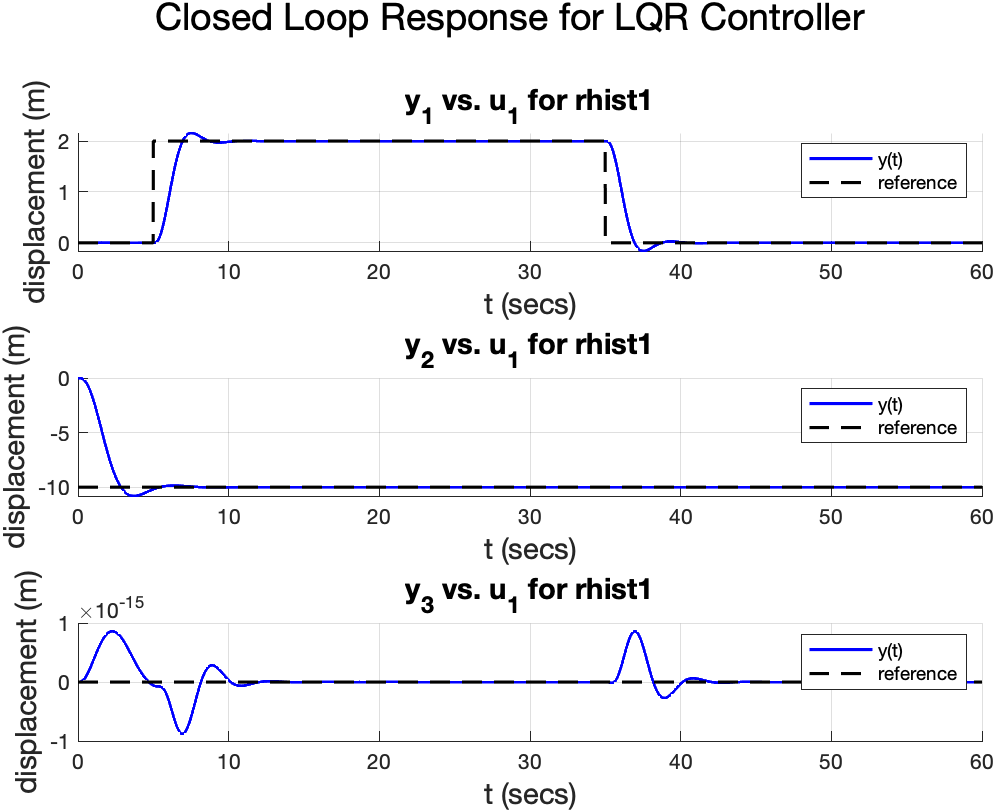 Closed Loop Response for LQR Controller
y1 vs. u1 for rhist1
displacement (m)
2
1
0
y(t)
reference
0 10 20 30 40 50 60
t (secs)
y2 vs. u1 for rhist1
displacement (m)
0
-5
-10
y(t)
reference
0 10 20 30 40 50 60
t (secs)
y3 vs. u1 for rhist1
displacement (m)
×10-15
1
0
-1
y(t)
reference
0 10 20 30 40 50 60
t (secs)